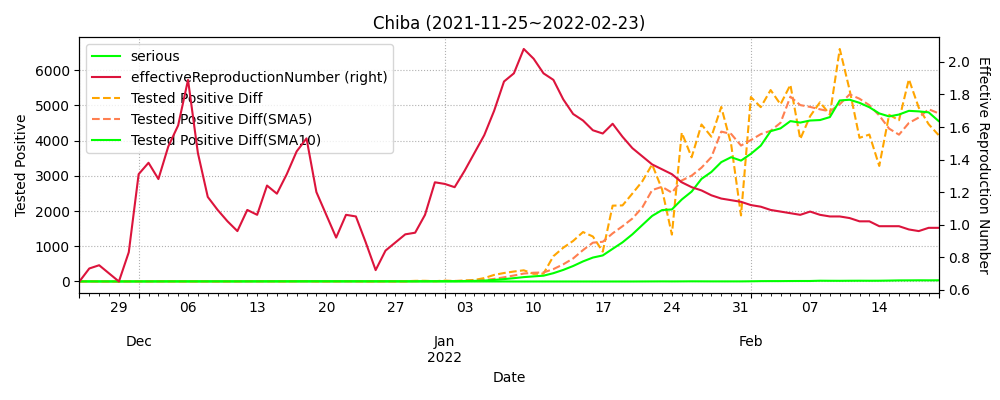 Chiba (2021-11-25~2022-02-23)
serious
effectiveReproductionNumber (right)
Tested Positive Diff
Tested Positive Diff(SMA5)
Tested Positive Diff(SMA10)
Tested Positive
6000
5000
4000
3000
2000
1000
0
Effective Reproduction Number
2.0
1.8
1.6
1.4
1.2
1.0
0.8
0.6
29 06 13 20 27 03 10 17 24 31 07 14
Dec Jan Feb
2022
Date